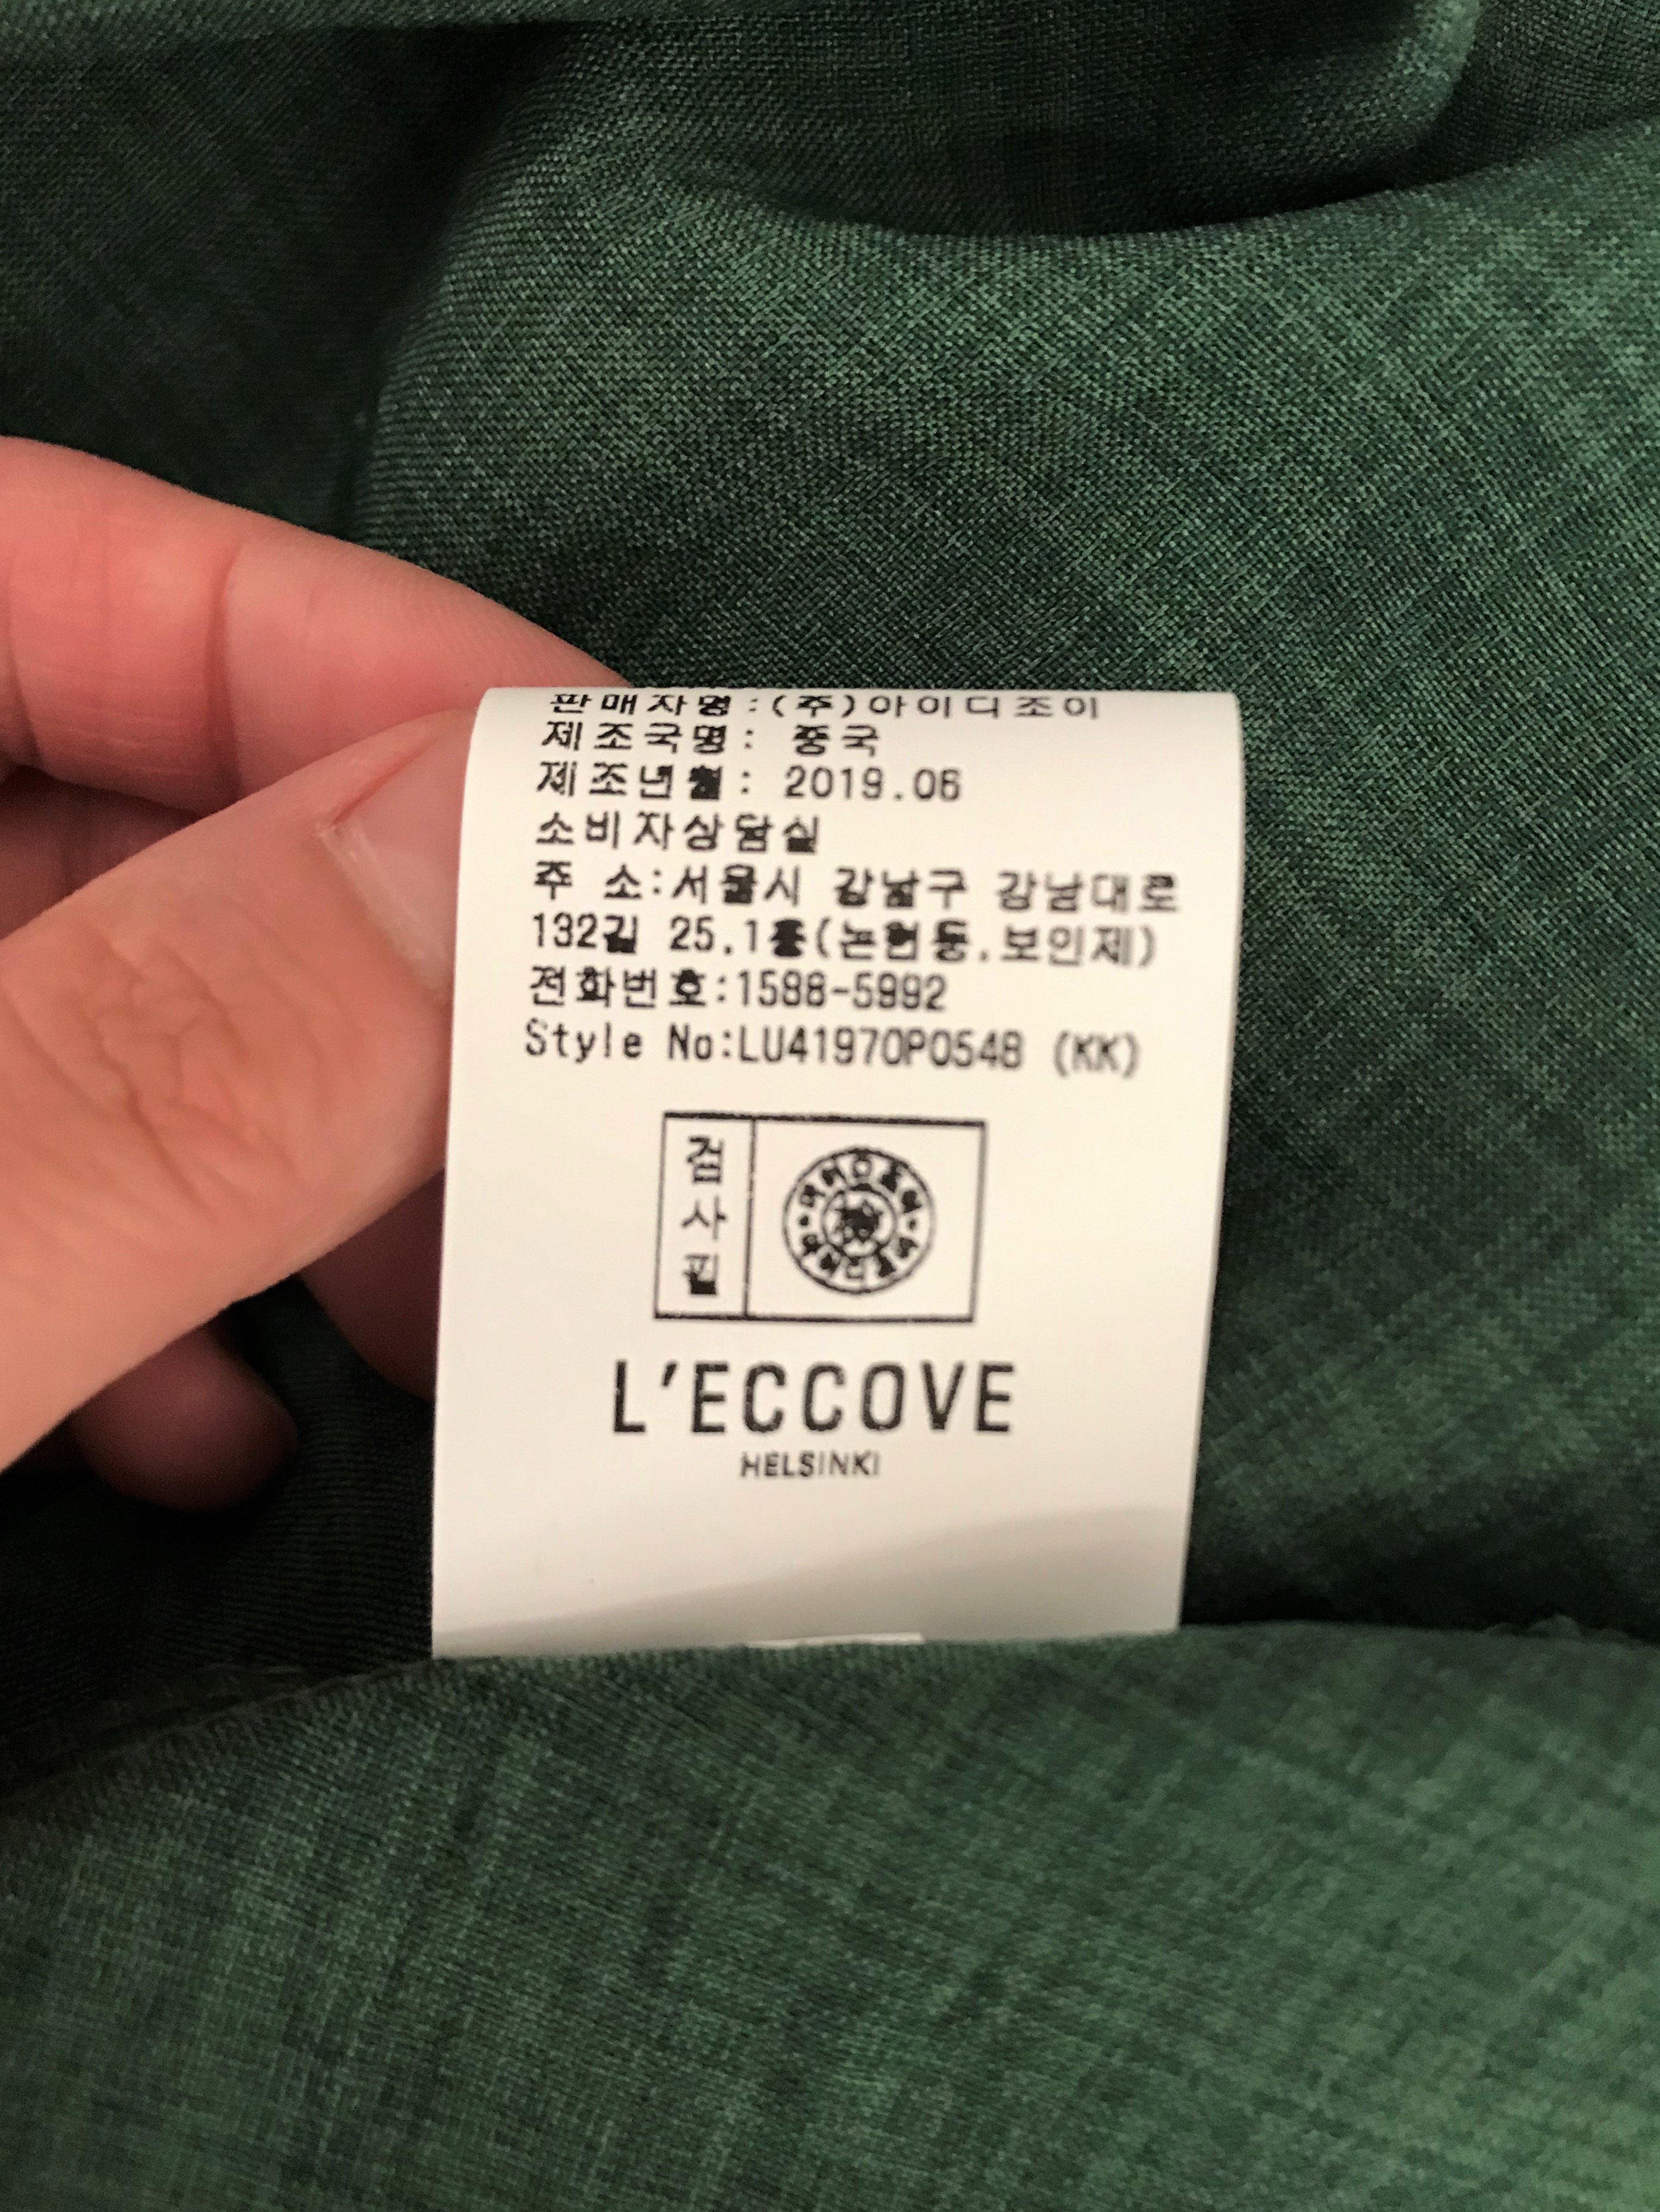 판매자명:(주)아이디조이
제조국명: 중국
제조년월: 2019.06
소비자상담실
주 소:서울시 강남구 강남대로
132길 25,1층(논현동,보인제)
전화번호:1588-5992
Style No:LU41970P0548 (KK)
검
사
필
L'ECCOVE
HELSINKI